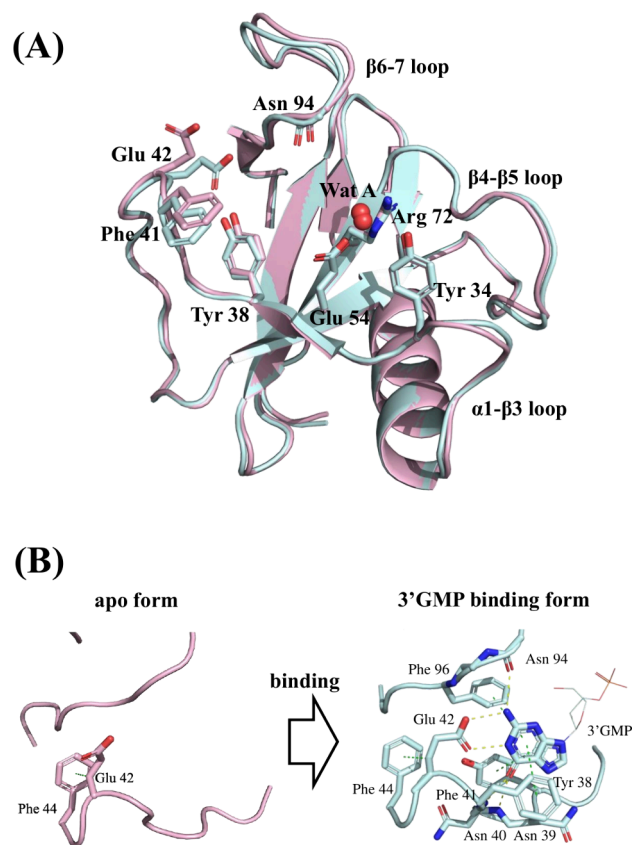 (A)
β6-7 loop
Asn 94
Glu 42
Wat A
β4-β5 loop
Arg 72
Phe 41
Tyr 38
Glu 54
Tyr 34
α1-β3 loop
(B)
apo form
3’GMP binding form
binding
Phe 96
Asn 94
Glu 42
3’GMP
Glu 42
Phe 44
Phe 44
Phe 41
Tyr 38
Asn 40
Asn 39